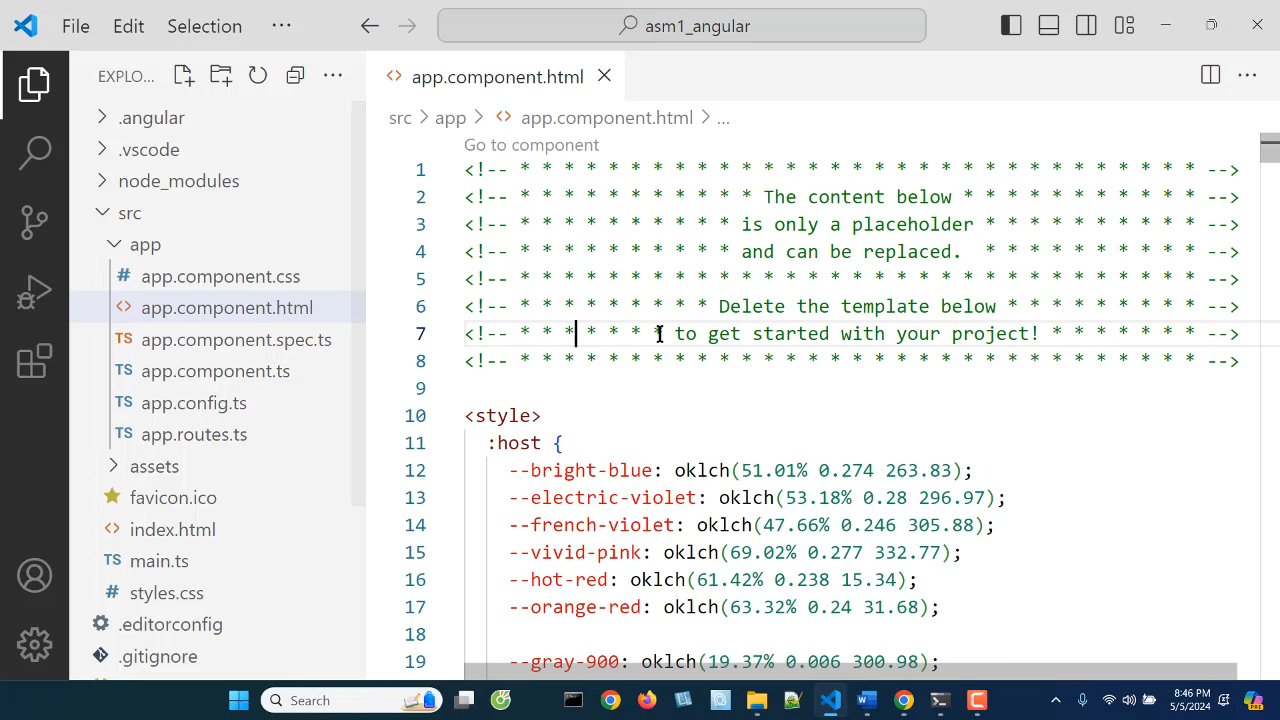 File Edit Selection ··· asm1_angular
EXPLO... ···
.angular
.vscode
node_modules
src
app
# app.component.css
<> app.component.html
TS app.component.spec.ts
TS app.component.ts
TS app.config.ts
TS app.routes.ts
assets
favicon.ico
<> index.html
TS main.ts
# styles.css
.editorconfig
.gitignore
<> app.component.html ···
src > app > <> app.component.html > ...
Go to component
1 <!-- * * * * * * * * * * * * * * * * * * * * * * * * * * * * * * * -->
2 <!-- * * * * * * * * * * * The content below * * * * * * * * * * * -->
3 <!-- * * * * * * * * * * is only a placeholder * * * * * * * * * * -->
4 <!-- * * * * * * * * * * and can be replaced.  * * * * * * * * * * -->
5 <!-- * * * * * * * * * * * * * * * * * * * * * * * * * * * * * * * -->
6 <!-- * * * * * * * * * Delete the template below * * * * * * * * * -->
7 <!-- * * * * * * * to get started with your project! * * * * * * * -->
8 <!-- * * * * * * * * * * * * * * * * * * * * * * * * * * * * * * * -->
9
10 <style>
11 :host {
12 --bright-blue: oklch(51.01% 0.274 263.83);
13 --electric-violet: oklch(53.18% 0.28 296.97);
14 --french-violet: oklch(47.66% 0.246 305.88);
15 --vivid-pink: oklch(69.02% 0.277 332.77);
16 --hot-red: oklch(61.42% 0.238 15.34);
17 --orange-red: oklch(63.32% 0.24 31.68);
18
19 --gray-900: oklch(19.37% 0.006 300.98);
Search
8:46 PM
5/5/2024